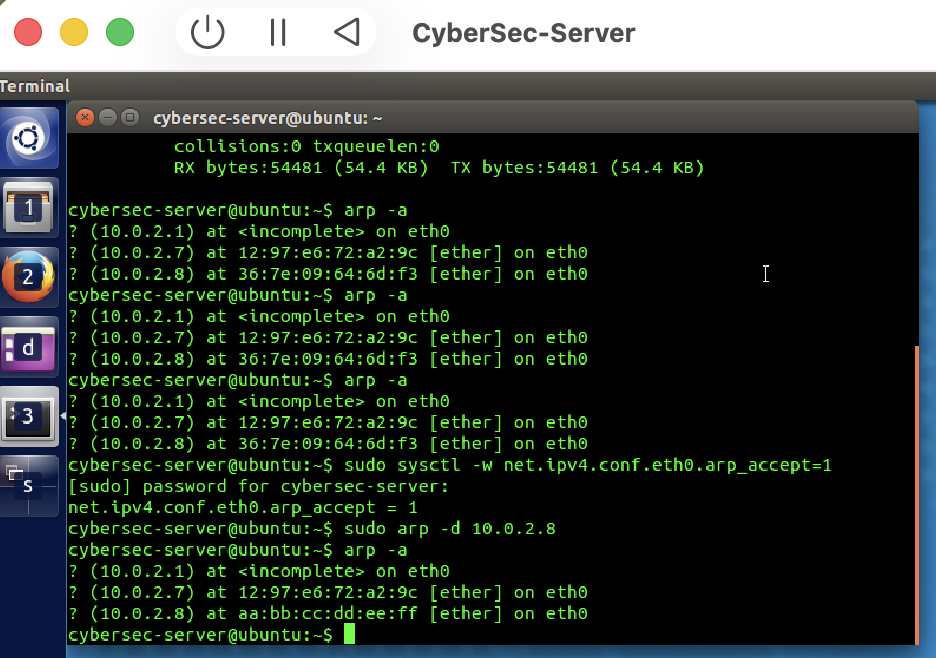 CyberSec-Server
Terminal
cybersec-server@ubuntu: ~
collisions:0 txqueuelen:0
RX bytes:54481 (54.4 KB)  TX bytes:54481 (54.4 KB)
cybersec-server@ubuntu:~$ arp -a
? (10.0.2.1) at <incomplete> on eth0
? (10.0.2.7) at 12:97:e6:72:a2:9c [ether] on eth0
? (10.0.2.8) at 36:7e:09:64:6d:f3 [ether] on eth0
cybersec-server@ubuntu:~$ arp -a
? (10.0.2.1) at <incomplete> on eth0
? (10.0.2.7) at 12:97:e6:72:a2:9c [ether] on eth0
? (10.0.2.8) at 36:7e:09:64:6d:f3 [ether] on eth0
cybersec-server@ubuntu:~$ arp -a
? (10.0.2.1) at <incomplete> on eth0
? (10.0.2.7) at 12:97:e6:72:a2:9c [ether] on eth0
? (10.0.2.8) at 36:7e:09:64:6d:f3 [ether] on eth0
cybersec-server@ubuntu:~$ sudo sysctl -w net.ipv4.conf.eth0.arp_accept=1
[sudo] password for cybersec-server:
net.ipv4.conf.eth0.arp_accept = 1
cybersec-server@ubuntu:~$ sudo arp -d 10.0.2.8
cybersec-server@ubuntu:~$ arp -a
? (10.0.2.1) at <incomplete> on eth0
? (10.0.2.7) at 12:97:e6:72:a2:9c [ether] on eth0
? (10.0.2.8) at aa:bb:cc:dd:ee:ff [ether] on eth0
cybersec-server@ubuntu:~$
1
2
d
3
s